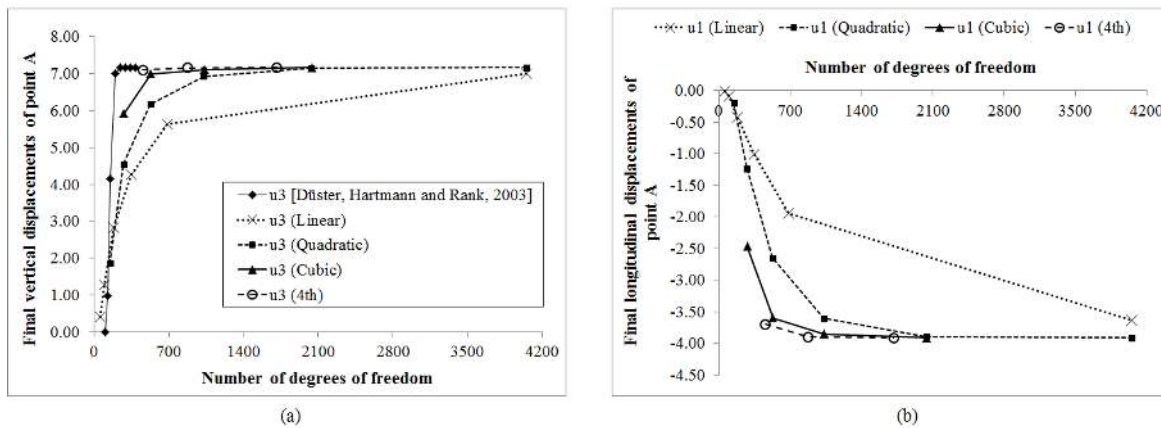 Final vertical displacements of point A
8.00
7.00
6.00
5.00
4.00
3.00
2.00
1.00
0.00
u3 [Düster, Hartmann and Rank, 2003]
u3 (Linear)
u3 (Quadratic)
u3 (Cubic)
u3 (4th)
0 700 1400 2100 2800 3500 4200
Number of degrees of freedom
(a)
u1 (Linear) u1 (Quadratic) u1 (Cubic) u1 (4th)
Number of degrees of freedom
0 700 1400 2100 2800 3500 4200
Final longitudinal displacements of
point A
0.00
-0.50
-1.00
-1.50
-2.00
-2.50
-3.00
-3.50
-4.00
-4.50
(b)